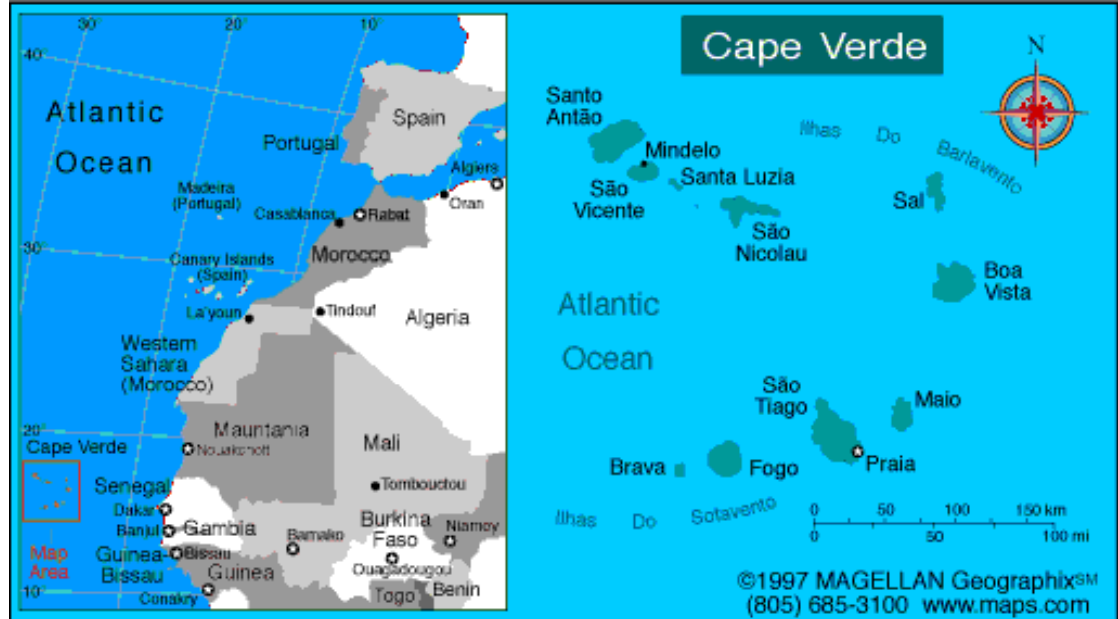 30°
20°
10°
40°
Atlantic
Ocean
Spain
Portugal
Algiers
Madeira
(Portugal)
Oran
Casablanca
Rabat
30°
Morocco
Canary Islands
(Spain)
La'youn
Tindouf
Algeria
Western
Sahara
(Morocco)
20°
Mauntania
Mali
Cape Verde
Nouakchott
Senegal
Tombouctou
Dakar
Banjul
Gambia
Burkina
Faso
Niamey
Bamako
Map
Area
Guinea-
Bissau
Bissau
Ouagadougou
Guinea
Benin
Togo
10°
Conakry
Cape Verde
N
Santo
Antão
Ilhas Do Barlavento
Mindelo
Santa Luzia
São
Vicente
Sal
São
Nicolau
Boa
Vista
Atlantic
Ocean
São
Tiago
Maio
Brava
Fogo
Praia
Ilhas Do Sotavento
0 50 100 150 km
0 50 100 mi
©1997 MAGELLAN Geographix℠
(805) 685-3100 www.maps.com